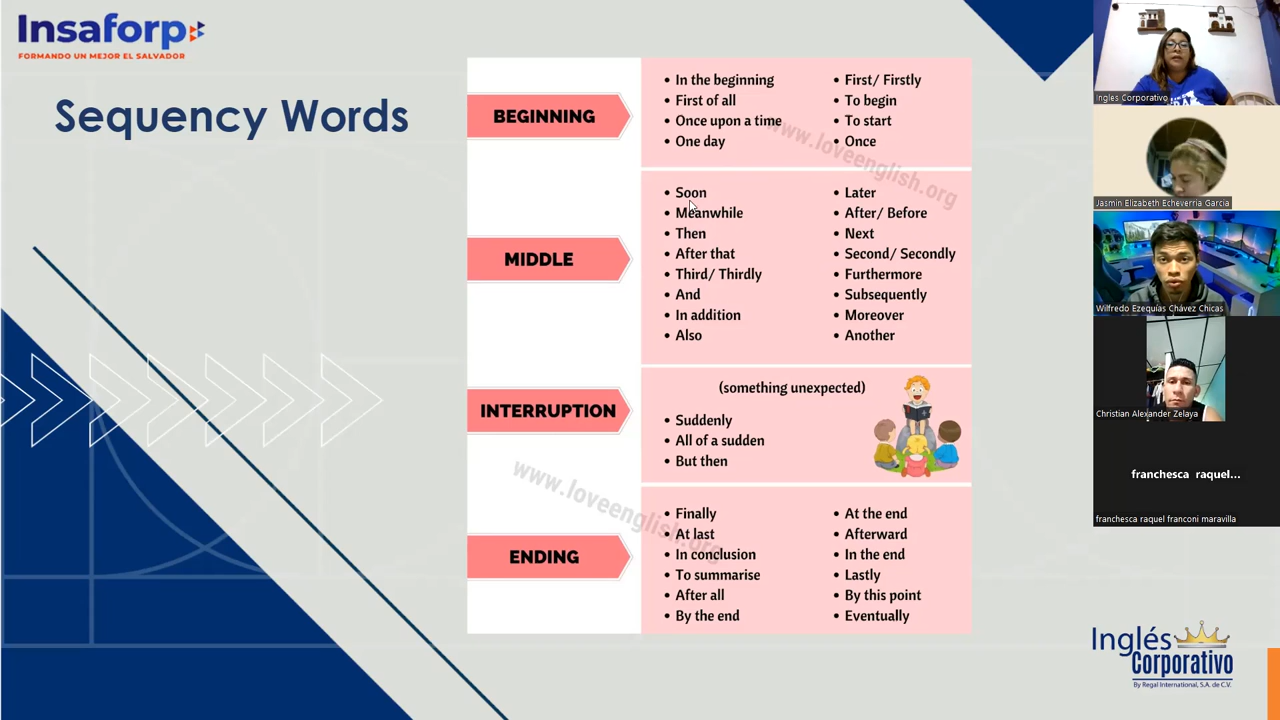 Insaforp
FORMANDO UN MEJOR EL SALVADOR
Sequency Words
BEGINNING
In the beginning
First of all
Once upon a time
One day
First/ Firstly
To begin
To start
Once
MIDDLE
Soon
Meanwhile
Then
After that
Third/ Thirdly
And
In addition
Also
Later
After/ Before
Next
Second/ Secondly
Furthermore
Subsequently
Moreover
Another
INTERRUPTION
(something unexpected)
Suddenly
All of a sudden
But then
ENDING
Finally
At last
In conclusion
To summarise
After all
By the end
At the end
Afterward
In the end
Lastly
By this point
Eventually
www.loveenglish.org
www.loveenglish.org
Ingles Corporativo
Jasmin Elizabeth Echeverria Garcia
Wilfredo Ezequías Chávez Chicas
Christian Alexander Zelaya
franchesca raquel...
franchesca raquel franconi maravilla
Inglés
Corporativo
By Regal International, S.A. de C.V.